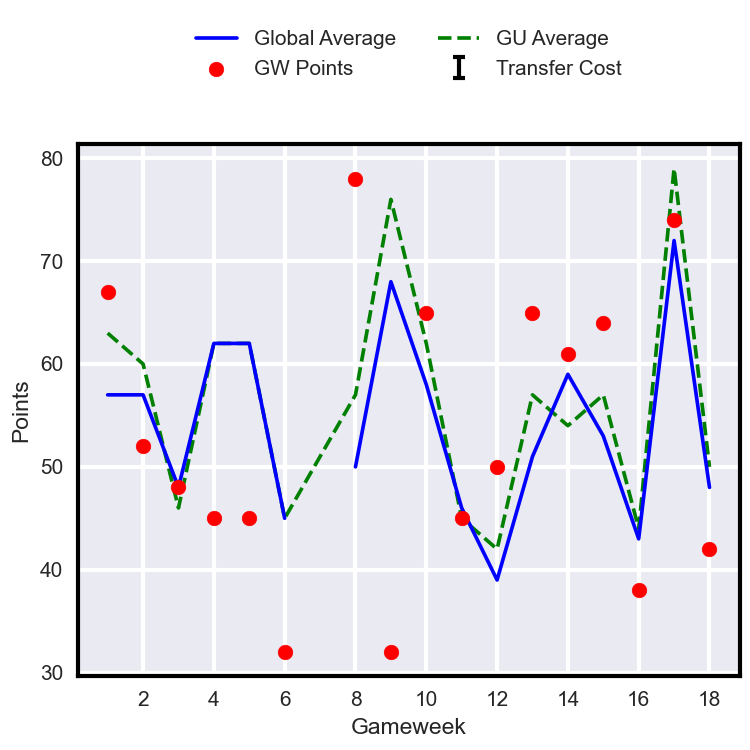 Global Average
GU Average
GW Points
Transfer Cost
80
70
60
50
40
30
Points
2 4 6 8 10 12 14 16 18
Gameweek